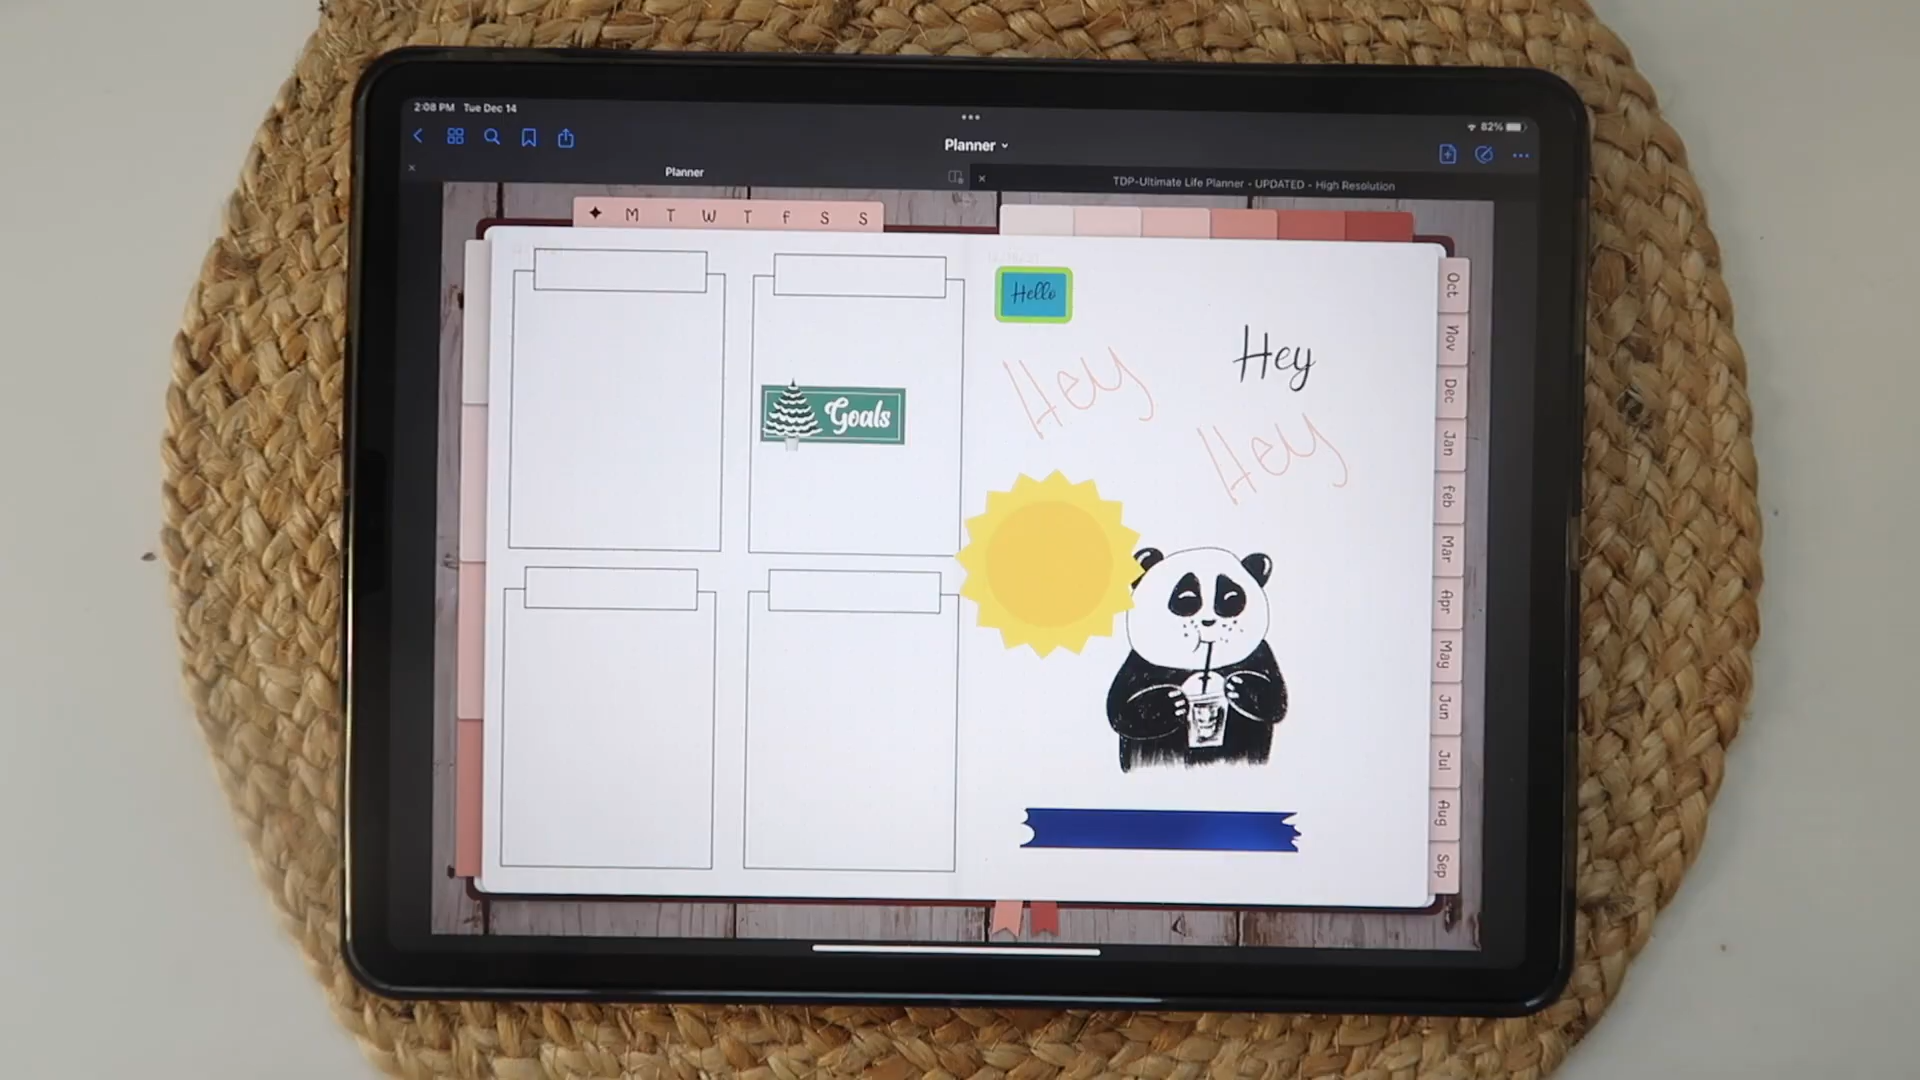 2:08 PM Tue Dec 14
82%
Planner
Planner
TDP-Ultimate Life Planner - UPDATED - High Resolution
M T W T F S S
Hello
Hey
Hey
Hey
Goals
Oct
Nov
Dec
Jan
Feb
Mar
Apr
May
Jun
Jul
Aug
Sep